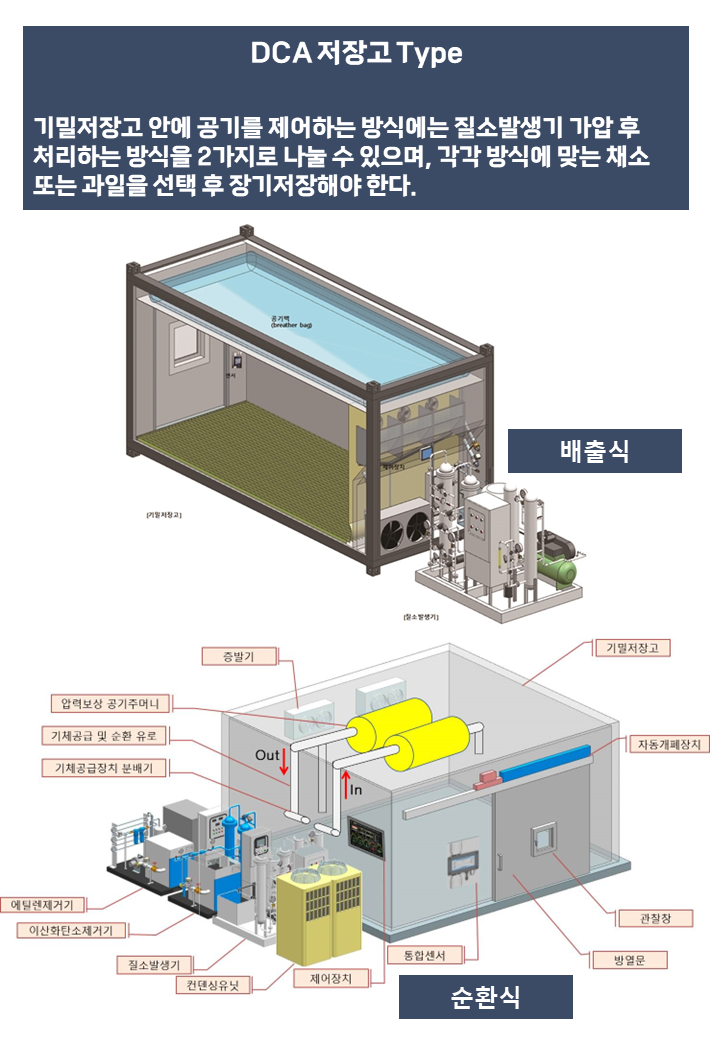 DCA 저장고 Type
기밀저장고 안에 공기를 제어하는 방식에는 질소발생기 가압 후
처리하는 방식을 2가지로 나눌 수 있으며, 각각 방식에 맞는 채소
또는 과일을 선택 후 장기저장해야 한다.
공기백
(breather bag)
센서
제어장치
배출식
[기밀저장고]
[질소발생기]
증발기
기밀저장고
압력보상 공기주머니
기체공급 및 순환 유로
자동개폐장치
Out
기체공급장치 분배기
In
에틸렌제거기
관찰창
이산화탄소제거기
통합센서
방열문
질소발생기
제어장치
컨덴싱유닛
순환식